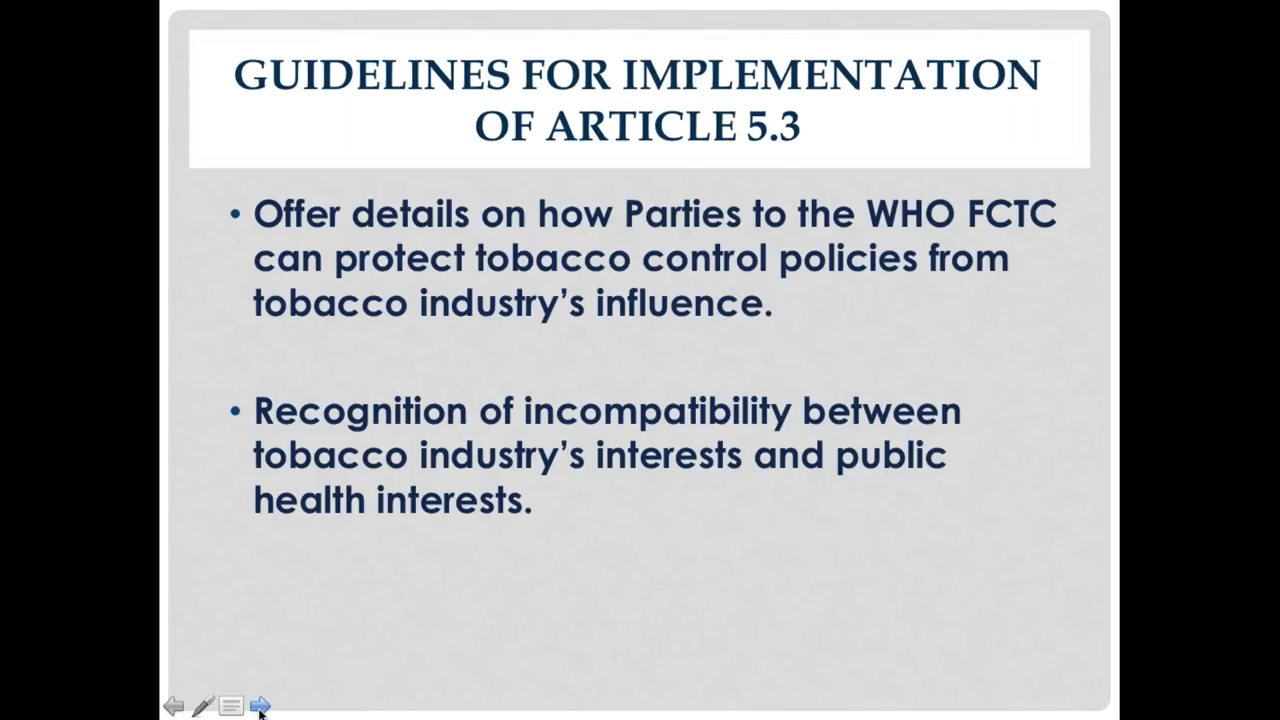 GUIDELINES FOR IMPLEMENTATION
OF ARTICLE 5.3
• Offer details on how Parties to the WHO FCTC
can protect tobacco control policies from
tobacco industry’s influence.
• Recognition of incompatibility between
tobacco industry’s interests and public
health interests.